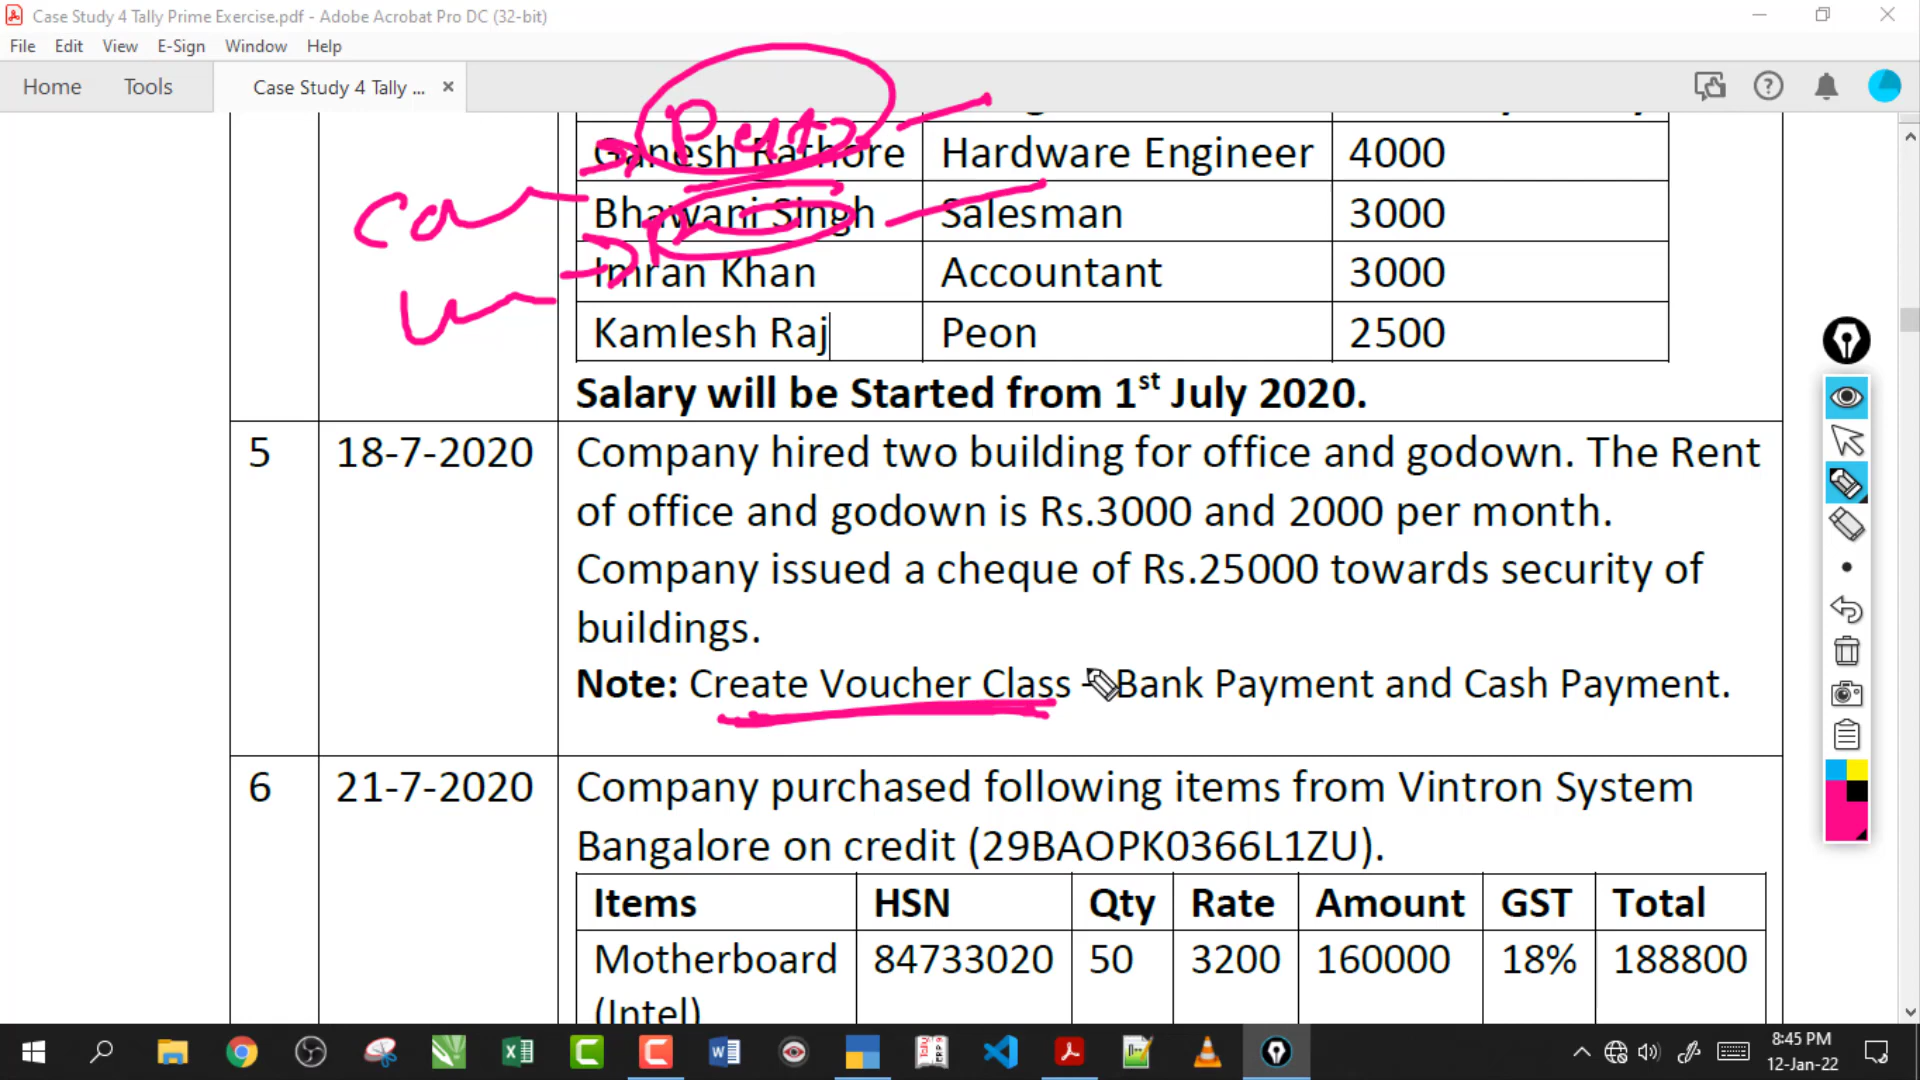 Case Study 4 Tally Prime Exercise.pdf - Adobe Acrobat Pro DC (32-bit)
File Edit View E-Sign Window Help
Home Tools Case Study 4 Tally ...
Ganesh Rathore Hardware Engineer 4000
Bhawani Singh Salesman 3000
Imran Khan Accountant 3000
Kamlesh Raj Peon 2500
Salary will be Started from 1st July 2020.
5 18-7-2020 Company hired two building for office and godown. The Rent
of office and godown is Rs.3000 and 2000 per month.
Company issued a cheque of Rs.25000 towards security of
buildings.
Note: Create Voucher Class - Bank Payment and Cash Payment.
6 21-7-2020 Company purchased following items from Vintron System
Bangalore on credit (29BAOPK0366L1ZU).
Items HSN Qty Rate Amount GST Total
Motherboard 84733020 50 3200 160000 18% 188800
(Intel)
8:45 PM
12-Jan-22